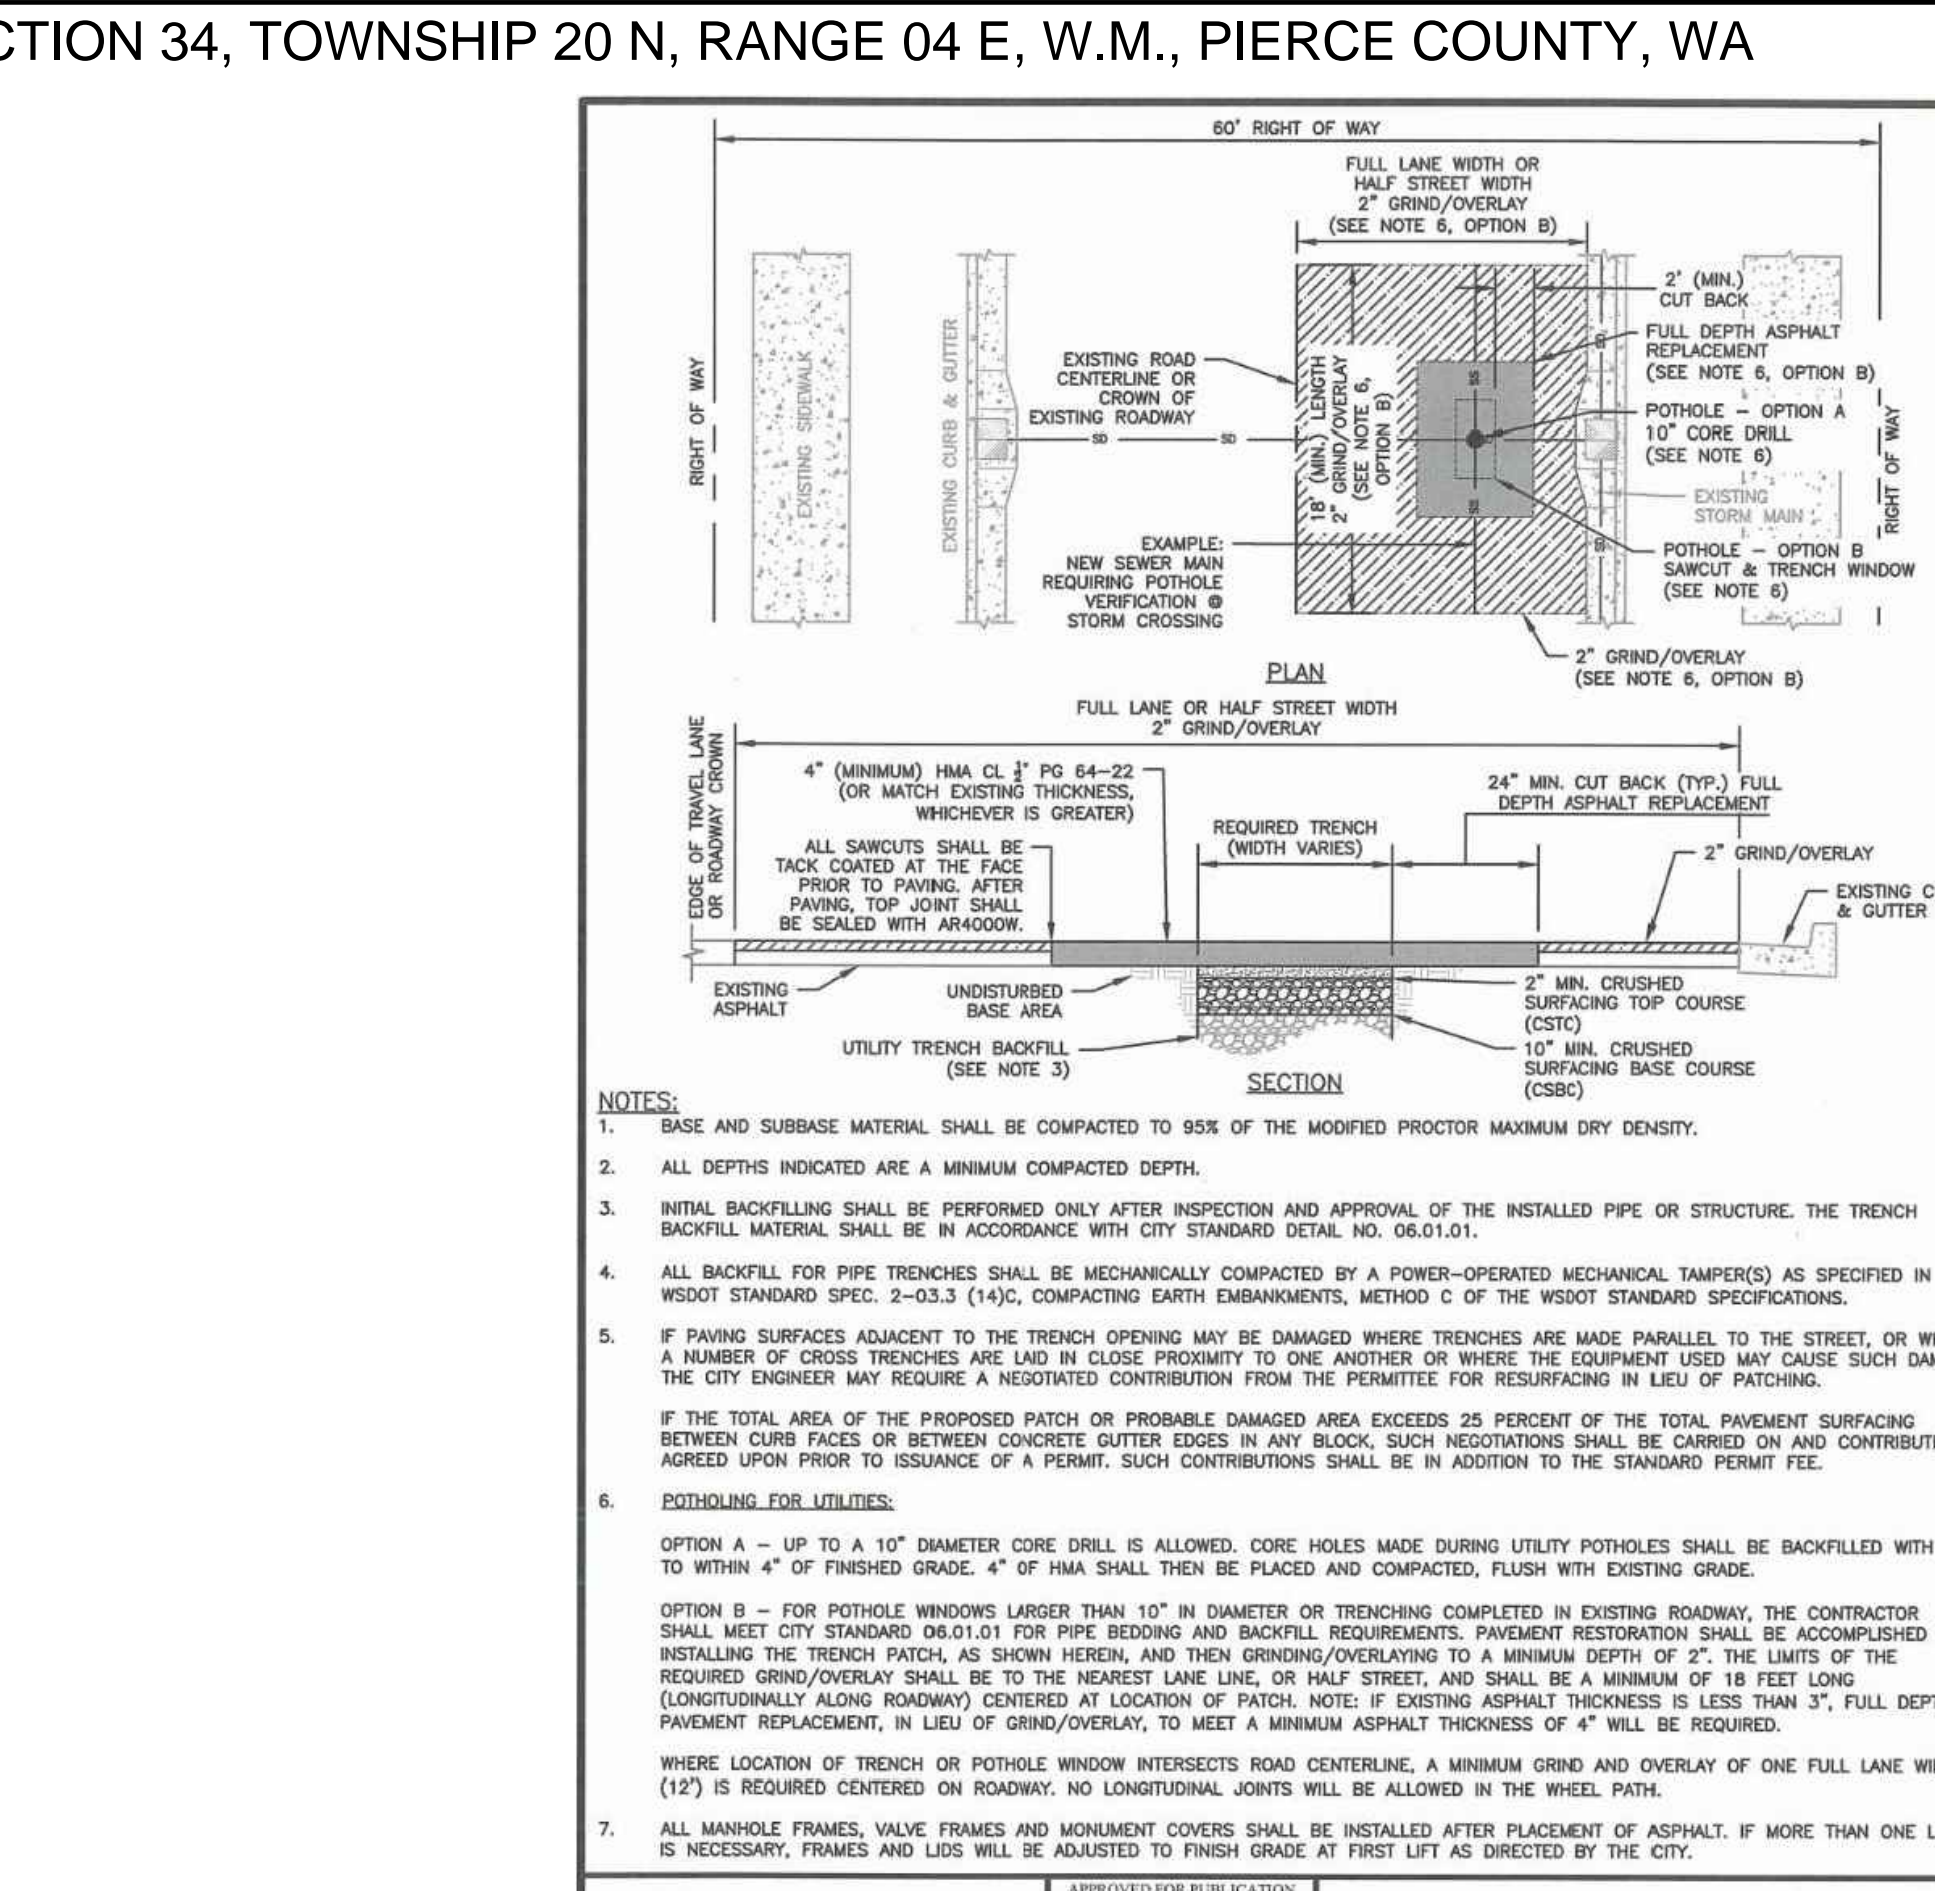 CTION 34, TOWNSHIP 20 N, RANGE 04 E, W.M., PIERCE COUNTY, WA
60' RIGHT OF WAY
FULL LANE WIDTH OR
HALF STREET WIDTH
2" GRIND/OVERLAY
(SEE NOTE 6, OPTION B)
RIGHT OF WAY
EXISTING SIDEWALK
EXISTING CURB & GUTTER
EXISTING ROAD
CENTERLINE OR
CROWN OF
EXISTING ROADWAY
SD
SD
18' (MIN.) LENGTH
2" GRIND/OVERLAY
(SEE NOTE 6,
OPTION B)
SS
SS
SD
SD
2' (MIN.)
CUT BACK
FULL DEPTH ASPHALT
REPLACEMENT
(SEE NOTE 6, OPTION B)
POTHOLE – OPTION A
10" CORE DRILL
(SEE NOTE 6)
EXISTING
STORM MAIN
RIGHT OF WAY
POTHOLE – OPTION B
SAWCUT & TRENCH WINDOW
(SEE NOTE 6)
EXAMPLE:
NEW SEWER MAIN
REQUIRING POTHOLE
VERIFICATION @
STORM CROSSING
2" GRIND/OVERLAY
(SEE NOTE 6, OPTION B)
PLAN
FULL LANE OR HALF STREET WIDTH
2" GRIND/OVERLAY
EDGE OF TRAVEL LANE
OR ROADWAY CROWN
4" (MINIMUM) HMA CL ½" PG 64–22
(OR MATCH EXISTING THICKNESS,
WHICHEVER IS GREATER)
ALL SAWCUTS SHALL BE
TACK COATED AT THE FACE
PRIOR TO PAVING. AFTER
PAVING, TOP JOINT SHALL
BE SEALED WITH AR4000W.
REQUIRED TRENCH
(WIDTH VARIES)
24" MIN. CUT BACK (TYP.) FULL
DEPTH ASPHALT REPLACEMENT
2" GRIND/OVERLAY
EXISTING C
& GUTTER
EXISTING
ASPHALT
UNDISTURBED
BASE AREA
UTILITY TRENCH BACKFILL
(SEE NOTE 3)
2" MIN. CRUSHED
SURFACING TOP COURSE
(CSTC)
10" MIN. CRUSHED
SURFACING BASE COURSE
(CSBC)
SECTION
NOTES:
1. BASE AND SUBBASE MATERIAL SHALL BE COMPACTED TO 95% OF THE MODIFIED PROCTOR MAXIMUM DRY DENSITY.
2. ALL DEPTHS INDICATED ARE A MINIMUM COMPACTED DEPTH.
3. INITIAL BACKFILLING SHALL BE PERFORMED ONLY AFTER INSPECTION AND APPROVAL OF THE INSTALLED PIPE OR STRUCTURE. THE TRENCH
BACKFILL MATERIAL SHALL BE IN ACCORDANCE WITH CITY STANDARD DETAIL NO. 06.01.01.
4. ALL BACKFILL FOR PIPE TRENCHES SHALL BE MECHANICALLY COMPACTED BY A POWER–OPERATED MECHANICAL TAMPER(S) AS SPECIFIED IN
WSDOT STANDARD SPEC. 2–03.3 (14)C, COMPACTING EARTH EMBANKMENTS, METHOD C OF THE WSDOT STANDARD SPECIFICATIONS.
5. IF PAVING SURFACES ADJACENT TO THE TRENCH OPENING MAY BE DAMAGED WHERE TRENCHES ARE MADE PARALLEL TO THE STREET, OR W
A NUMBER OF CROSS TRENCHES ARE LAID IN CLOSE PROXIMITY TO ONE ANOTHER OR WHERE THE EQUIPMENT USED MAY CAUSE SUCH DA
THE CITY ENGINEER MAY REQUIRE A NEGOTIATED CONTRIBUTION FROM THE PERMITTEE FOR RESURFACING IN LIEU OF PATCHING.
IF THE TOTAL AREA OF THE PROPOSED PATCH OR PROBABLE DAMAGED AREA EXCEEDS 25 PERCENT OF THE TOTAL PAVEMENT SURFACING
BETWEEN CURB FACES OR BETWEEN CONCRETE GUTTER EDGES IN ANY BLOCK, SUCH NEGOTIATIONS SHALL BE CARRIED ON AND CONTRIBUT
AGREED UPON PRIOR TO ISSUANCE OF A PERMIT. SUCH CONTRIBUTIONS SHALL BE IN ADDITION TO THE STANDARD PERMIT FEE.
6. POTHOLING FOR UTILITIES:
OPTION A – UP TO A 10" DIAMETER CORE DRILL IS ALLOWED. CORE HOLES MADE DURING UTILITY POTHOLES SHALL BE BACKFILLED WITH
TO WITHIN 4" OF FINISHED GRADE. 4" OF HMA SHALL THEN BE PLACED AND COMPACTED, FLUSH WITH EXISTING GRADE.
OPTION B – FOR POTHOLE WINDOWS LARGER THAN 10" IN DIAMETER OR TRENCHING COMPLETED IN EXISTING ROADWAY, THE CONTRACTOR
SHALL MEET CITY STANDARD 06.01.01 FOR PIPE BEDDING AND BACKFILL REQUIREMENTS. PAVEMENT RESTORATION SHALL BE ACCOMPLISHED
INSTALLING THE TRENCH PATCH, AS SHOWN HEREIN, AND THEN GRINDING/OVERLAYING TO A MINIMUM DEPTH OF 2". THE LIMITS OF THE
REQUIRED GRIND/OVERLAY SHALL BE TO THE NEAREST LANE LINE, OR HALF STREET, AND SHALL BE A MINIMUM OF 18 FEET LONG
(LONGITUDINALLY ALONG ROADWAY) CENTERED AT LOCATION OF PATCH. NOTE: IF EXISTING ASPHALT THICKNESS IS LESS THAN 3", FULL DEP
PAVEMENT REPLACEMENT, IN LIEU OF GRIND/OVERLAY, TO MEET A MINIMUM ASPHALT THICKNESS OF 4" WILL BE REQUIRED.
WHERE LOCATION OF TRENCH OR POTHOLE WINDOW INTERSECTS ROAD CENTERLINE, A MINIMUM GRIND AND OVERLAY OF ONE FULL LANE WI
(12') IS REQUIRED CENTERED ON ROADWAY. NO LONGITUDINAL JOINTS WILL BE ALLOWED IN THE WHEEL PATH.
7. ALL MANHOLE FRAMES, VALVE FRAMES AND MONUMENT COVERS SHALL BE INSTALLED AFTER PLACEMENT OF ASPHALT. IF MORE THAN ONE L
IS NECESSARY, FRAMES AND LIDS WILL BE ADJUSTED TO FINISH GRADE AT FIRST LIFT AS DIRECTED BY THE CITY.
APPROVED FOR PUBLICATION